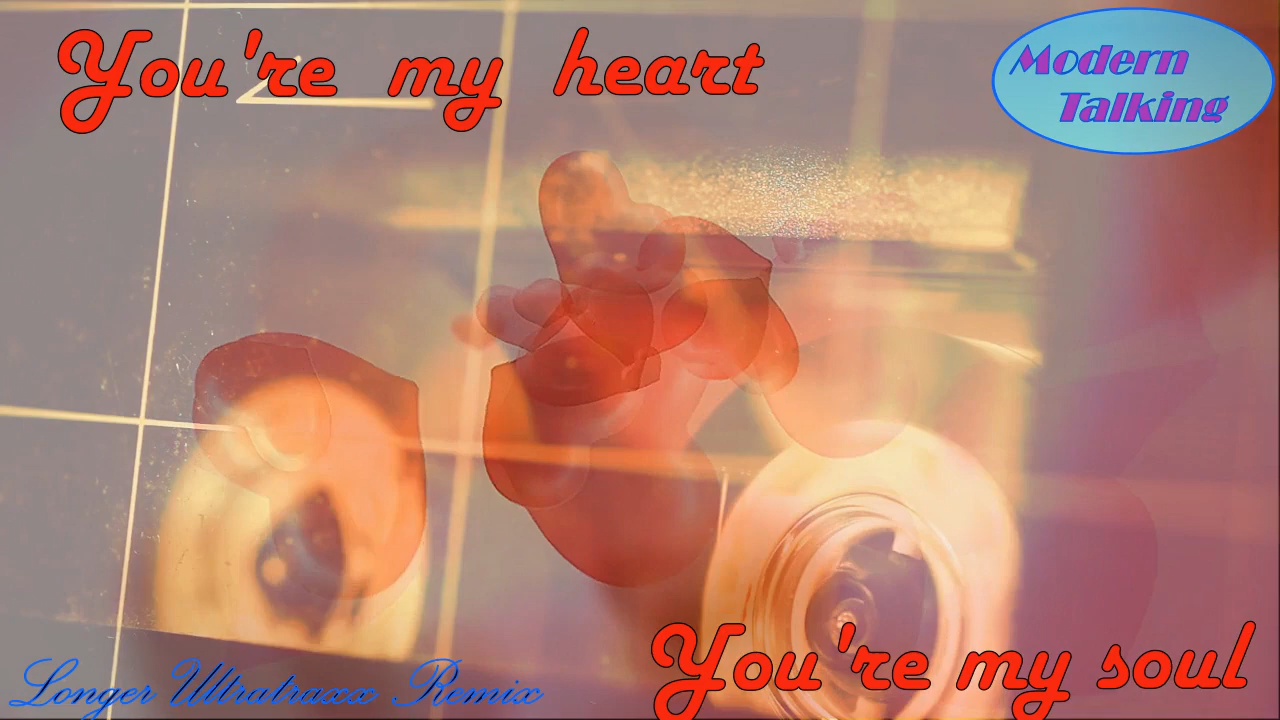 You're my heart
Modern
Talking
You're my soul
Longer Ultratraxx Remix